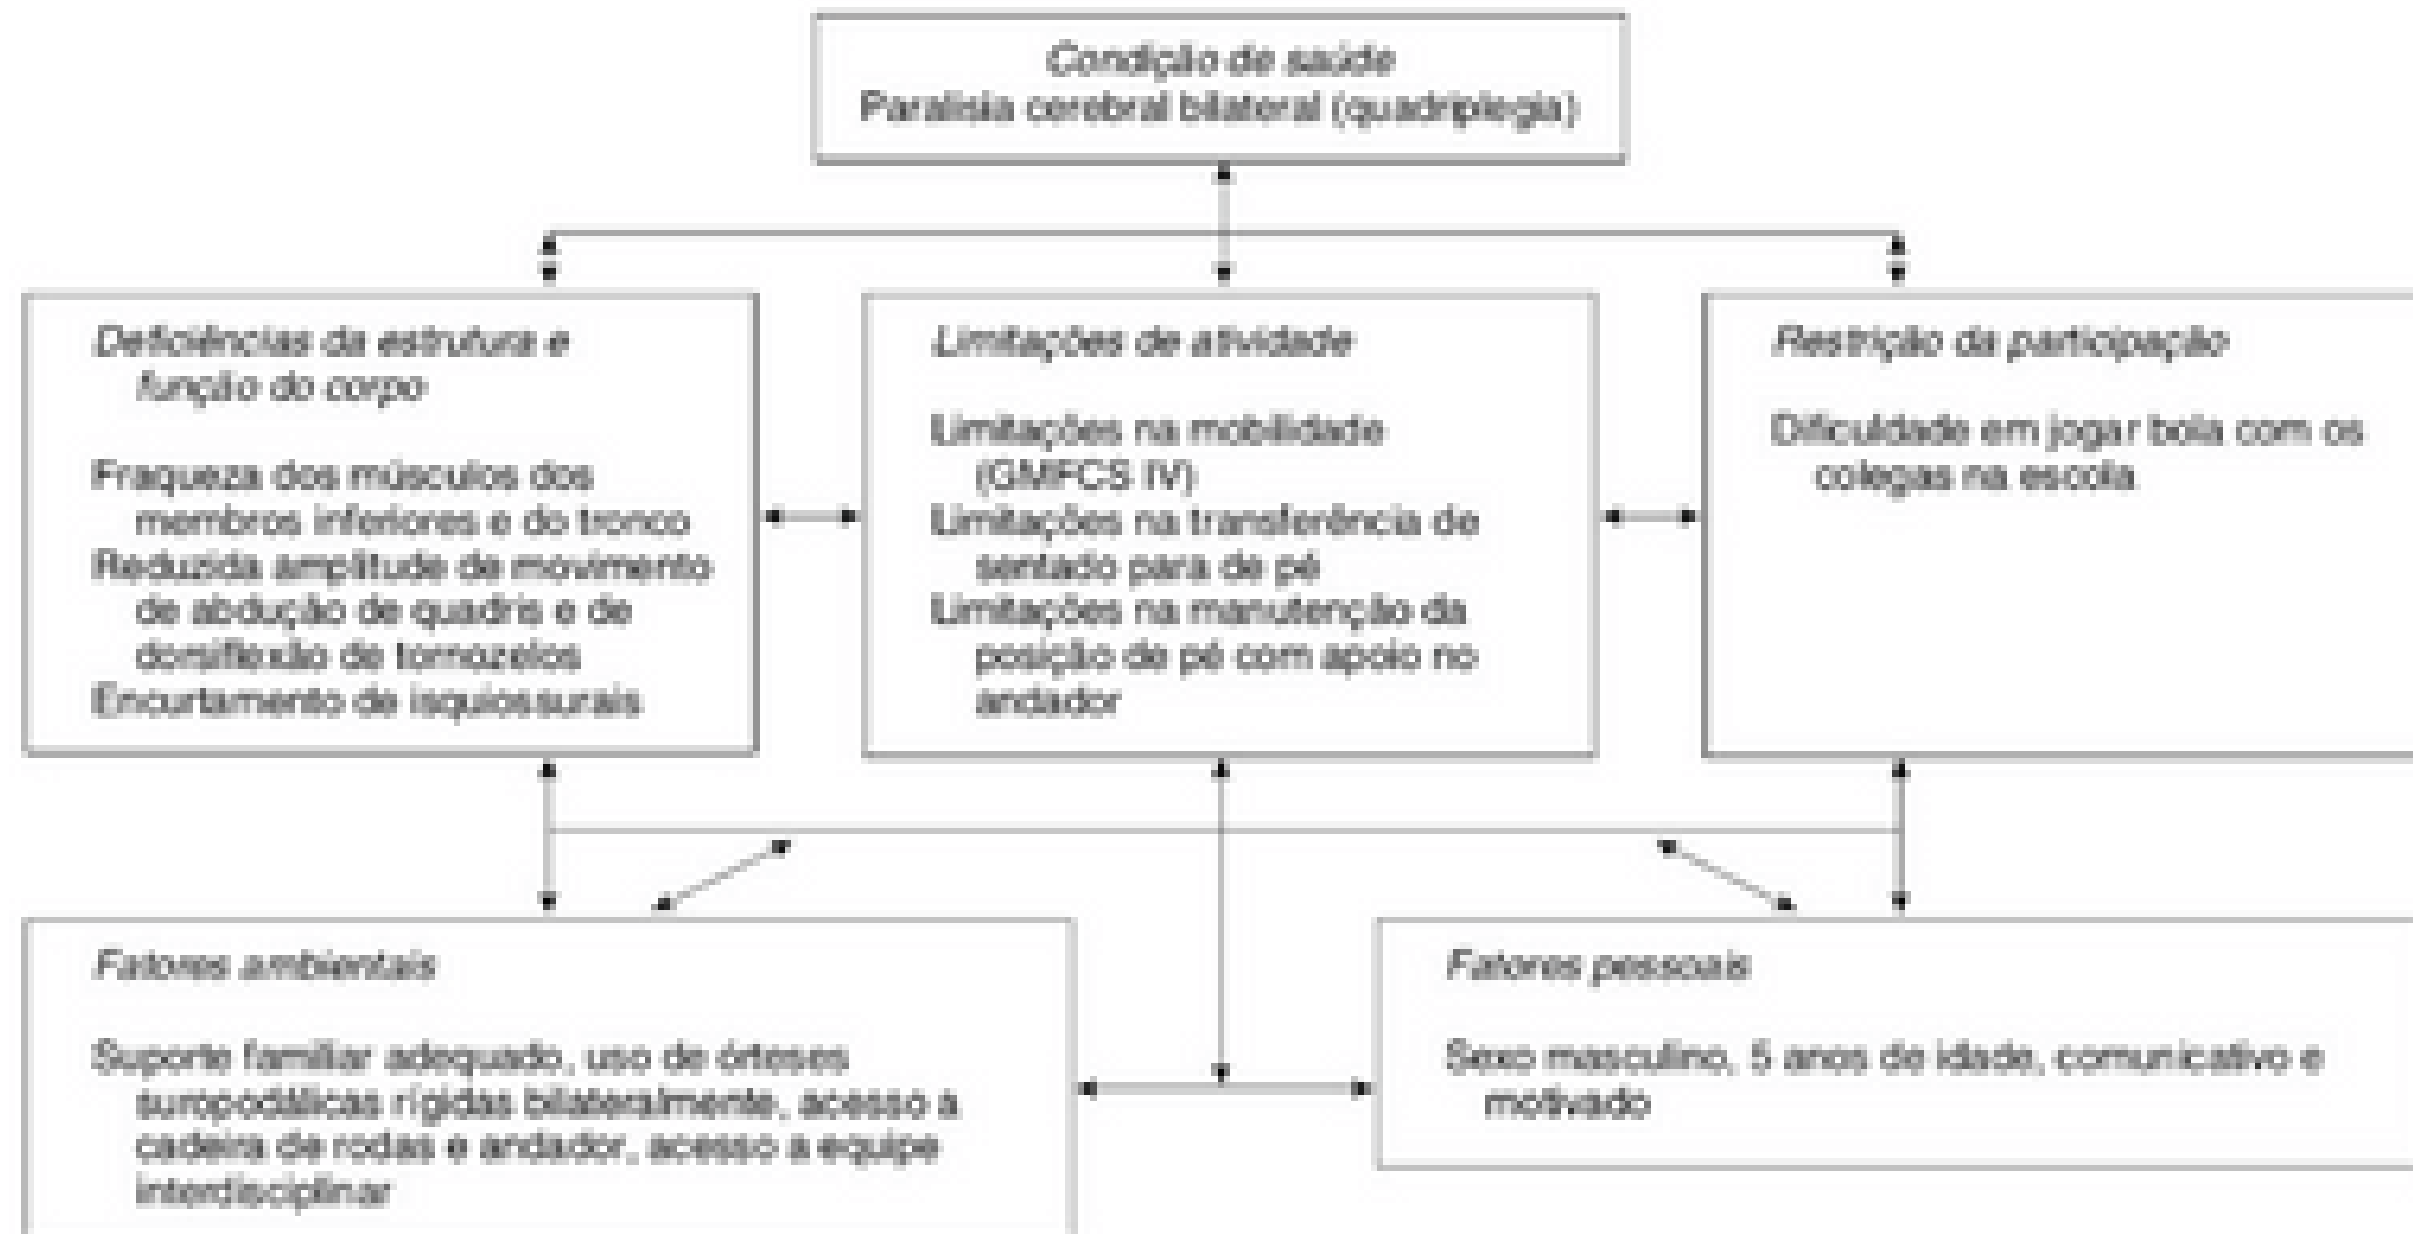 Condição de saúde
Paralisia cerebral bilateral (quadriplegia)
Deficiências da estrutura e
função do corpo
Fraqueza dos músculos dos
membros inferiores e do tronco
Reduzida amplitude de movimento
de abdução de quadris e de
dorsiflexão de tornozelos
Encurtamento de isquiossurais
Limitações de atividade
Limitações na mobilidade
(GMFCS IV)
Limitações na transferência de
sentado para de pé
Limitações na manutenção da
posição de pé com apoio no
andador
Restrição da participação
Dificuldade em jogar bola com os
colegas na escola
Fatores ambientais
Suporte familiar adequado, uso de órteses
suropodálicas rígidas bilateralmente, acesso a
cadeira de rodas e andador, acesso a equipe
interdisciplinar
Fatores pessoais
Sexo masculino, 5 anos de idade, comunicativo e
motivado